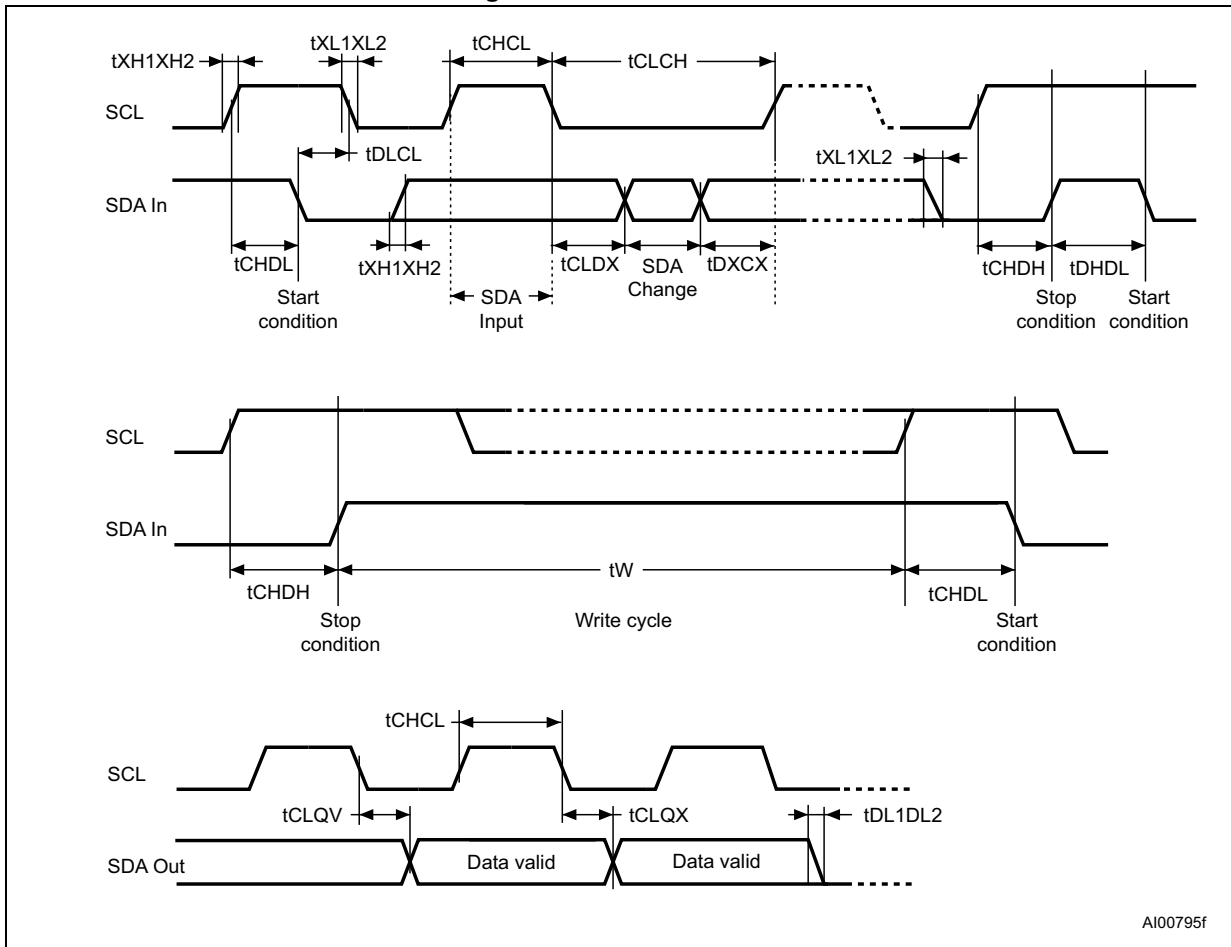 tXH1XH2
tXL1XL2
tCHCL
tCLCH
SCL
tDLCL
tXL1XL2
SDA In
tCHDL
tXH1XH2
tCLDX
SDA
Change
tDXCX
tCHDH
tDHDL
Start
condition
SDA
Input
Stop
condition
Start
condition
SCL
SDA In
tCHDH
tW
tCHDL
Stop
condition
Write cycle
Start
condition
tCHCL
SCL
tCLQV
tCLQX
tDL1DL2
SDA Out
Data valid
Data valid
AI00795f